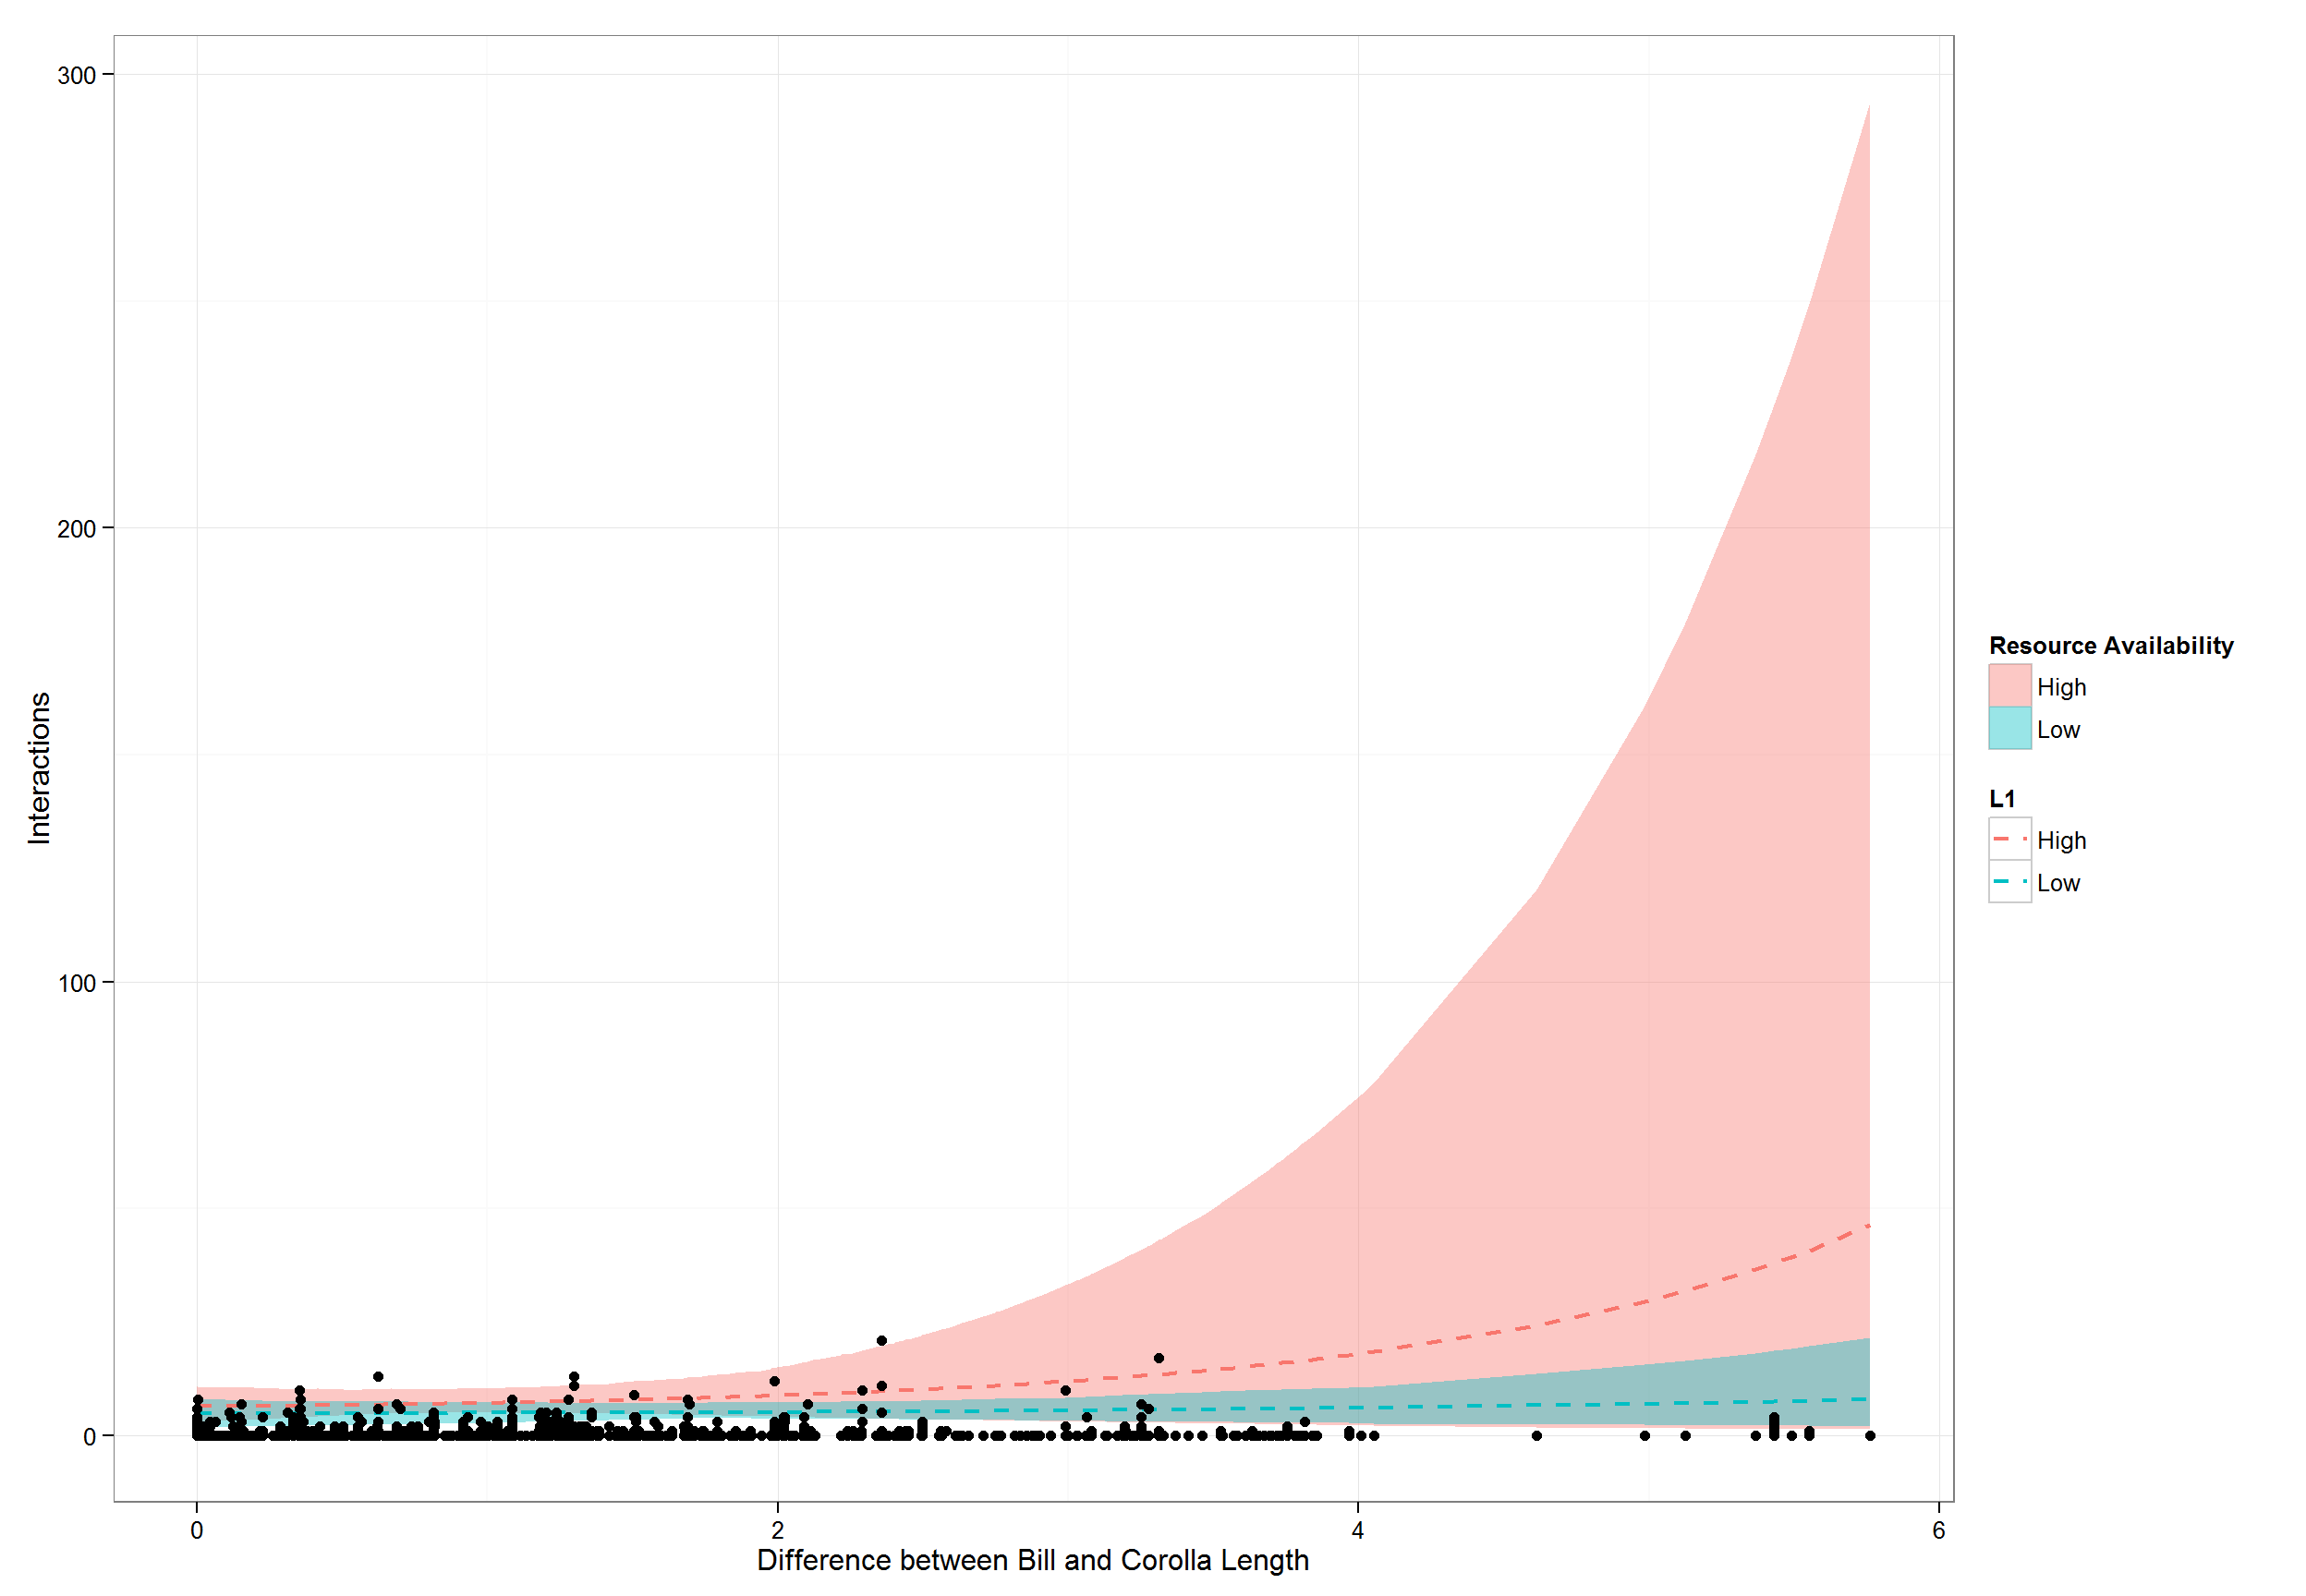 300
200
100
0
Interactions
0
2
4
6
Difference between Bill and Corolla Length
Resource Availability
High
Low
L1
High
Low